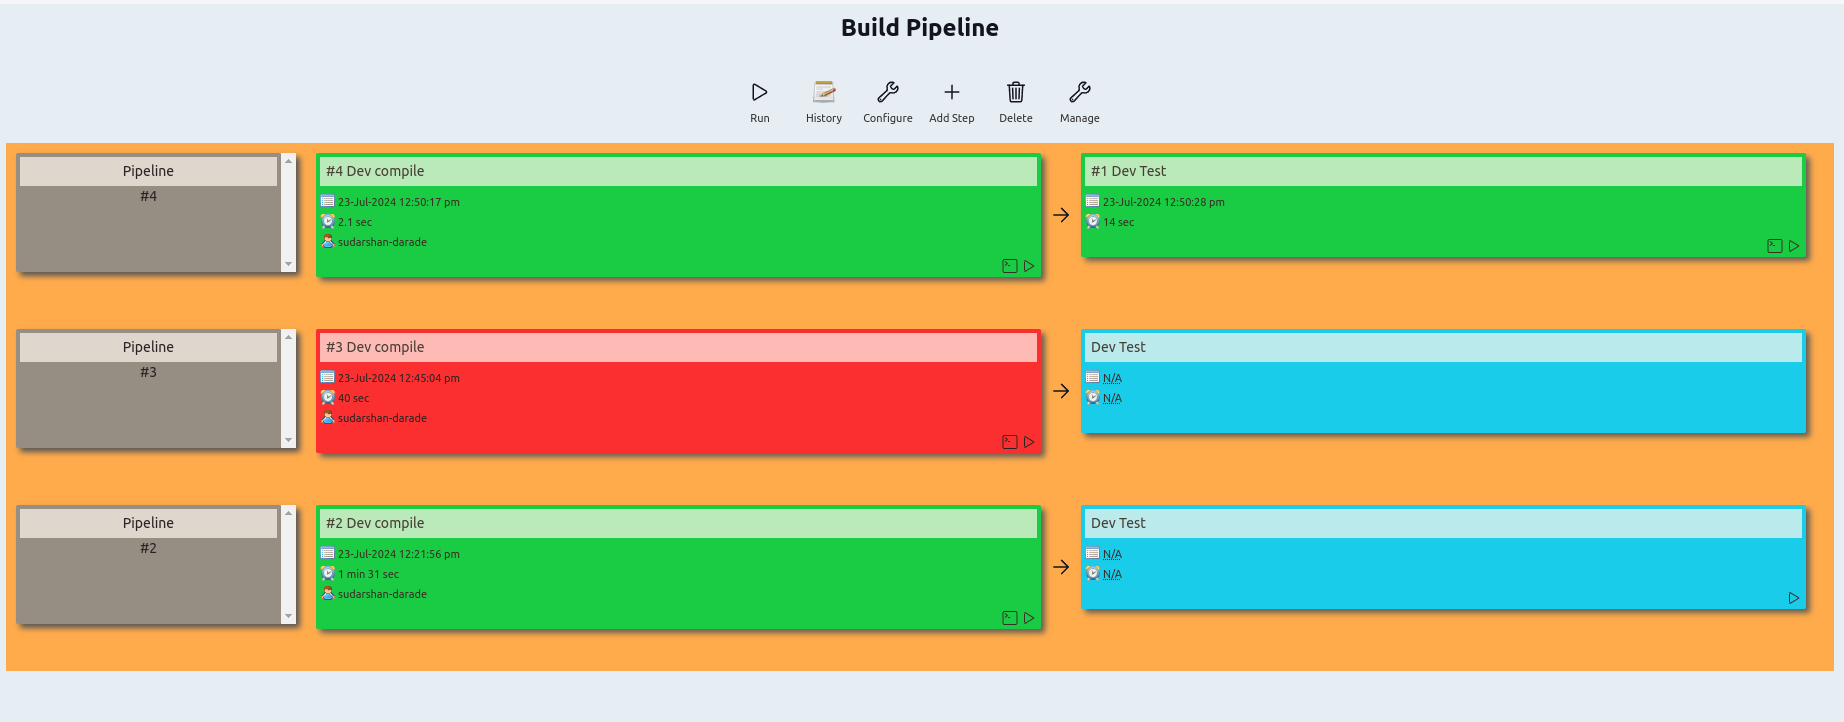 Build Pipeline
Run
History
Configure
Add Step
Delete
Manage
Pipeline
#4
#4 Dev compile
23-Jul-2024 12:50:17 pm
2.1 sec
sudarshan-darade
#1 Dev Test
23-Jul-2024 12:50:28 pm
14 sec
Pipeline
#3
#3 Dev compile
23-Jul-2024 12:45:04 pm
40 sec
sudarshan-darade
Dev Test
N/A
N/A
Pipeline
#2
#2 Dev compile
23-Jul-2024 12:21:56 pm
1 min 31 sec
sudarshan-darade
Dev Test
N/A
N/A